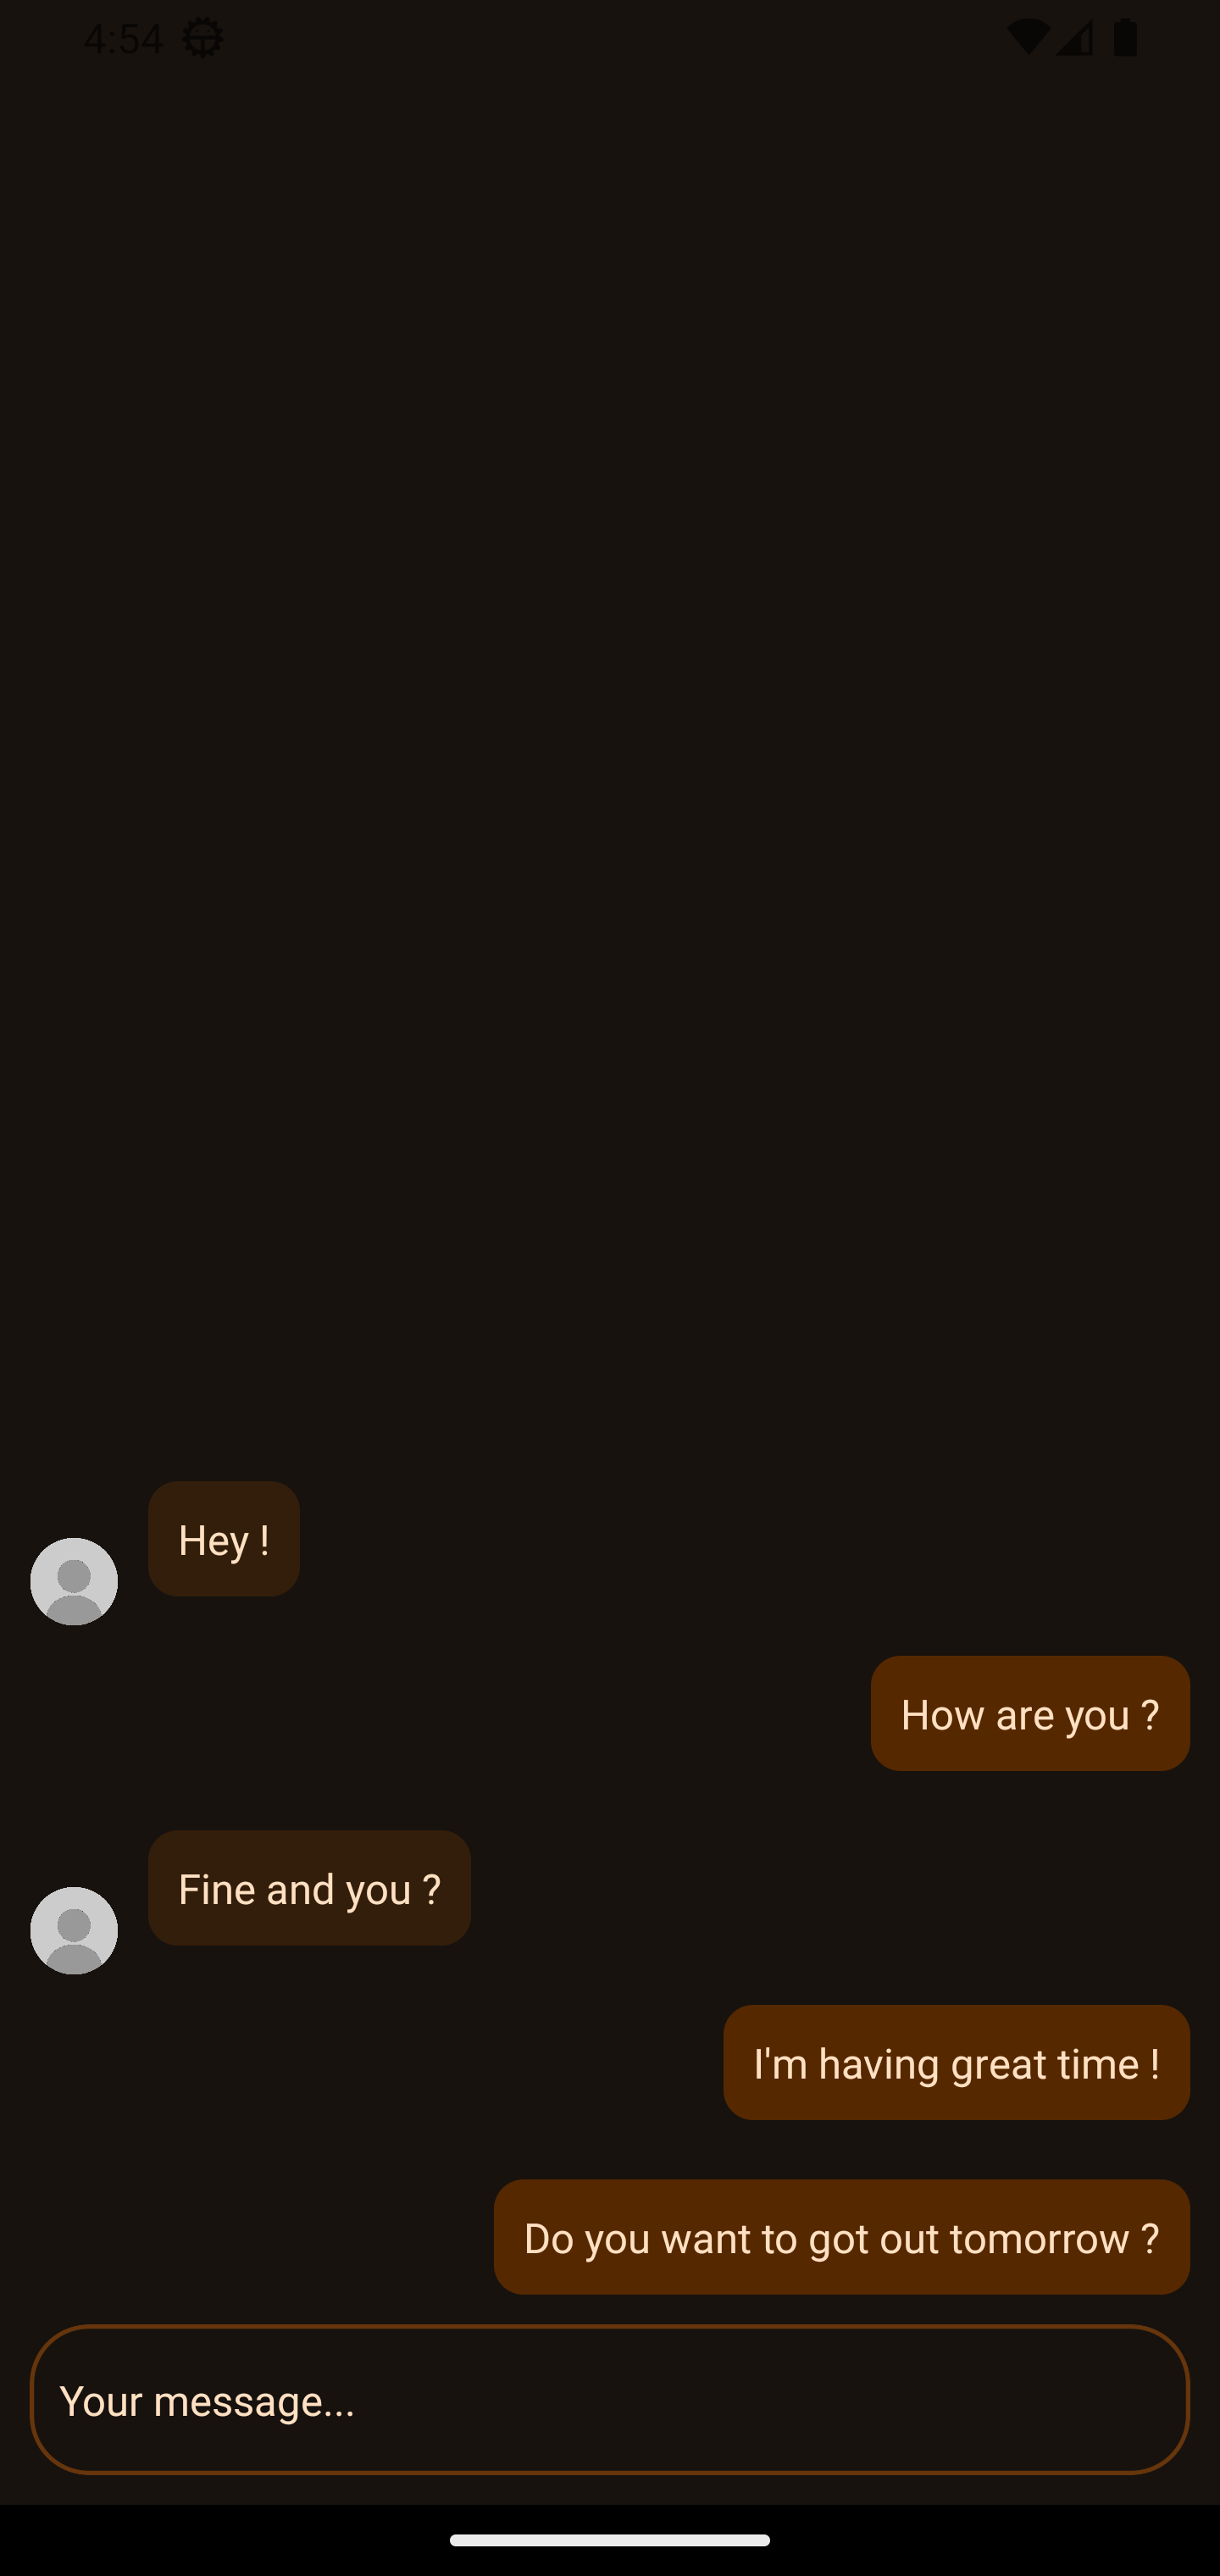 4:54
Hey !
How are you ?
Fine and you ?
I'm having great time !
Do you want to got out tomorrow ?
Your message...